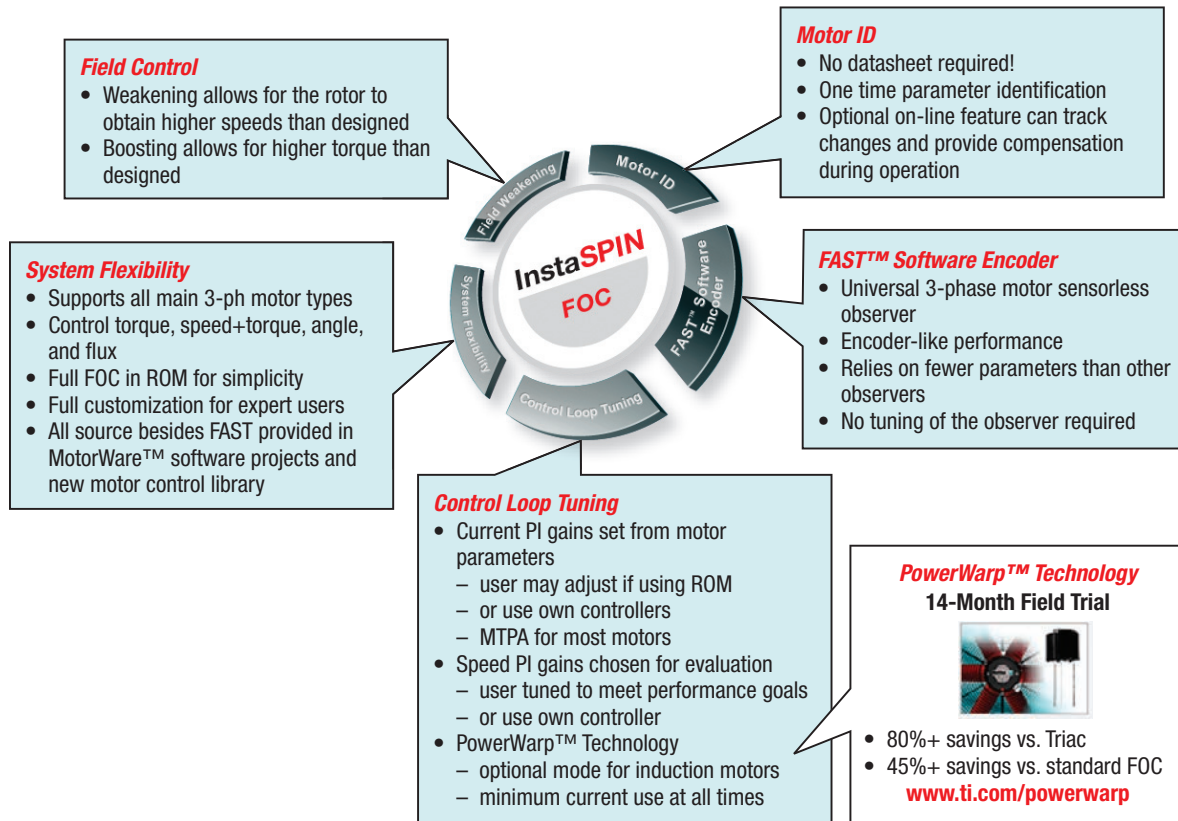 Field Control
• Weakening allows for the rotor to
obtain higher speeds than designed
• Boosting allows for higher torque than
designed
Motor ID
• No datasheet required!
• One time parameter identification
• Optional on-line feature can track
changes and provide compensation
during operation
System Flexibility
• Supports all main 3-ph motor types
• Control torque, speed+torque, angle,
and flux
• Full FOC in ROM for simplicity
• Full customization for expert users
• All source besides FAST provided in
MotorWare™ software projects and
new motor control library
Field Weakening
Motor ID
FAST™ Software
Encoder
Control Loop Tuning
System Flexibility
InstaSPIN
FOC
FAST™ Software Encoder
• Universal 3-phase motor sensorless
observer
• Encoder-like performance
• Relies on fewer parameters than other
observers
• No tuning of the observer required
Control Loop Tuning
• Current PI gains set from motor
parameters
– user may adjust if using ROM
– or use own controllers
– MTPA for most motors
• Speed PI gains chosen for evaluation
– user tuned to meet performance goals
– or use own controller
• PowerWarp™ Technology
– optional mode for induction motors
– minimum current use at all times
PowerWarp™ Technology
14-Month Field Trial
• 80%+ savings vs. Triac
• 45%+ savings vs. standard FOC
www.ti.com/powerwarp